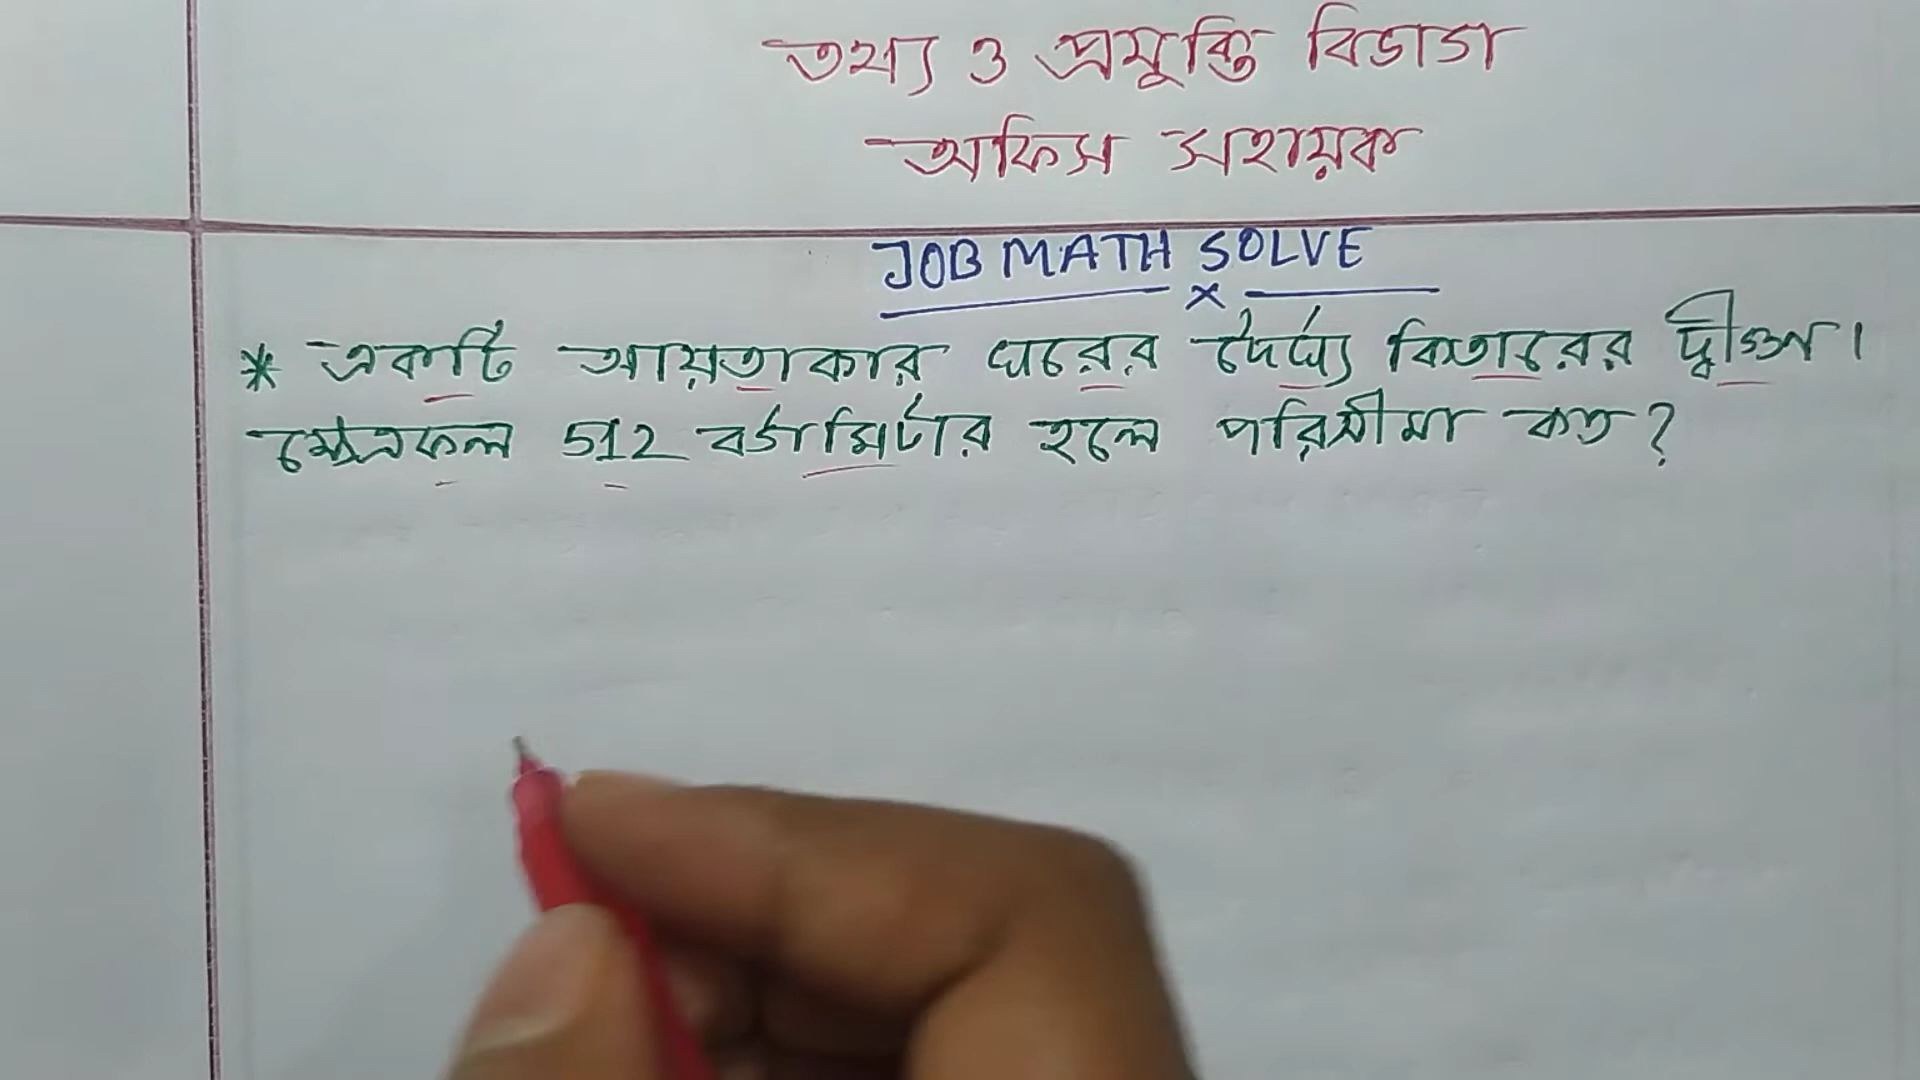 তথ্য ও প্রযুক্তি বিভাগ
অফিস সহায়ক
JOB MATH SOLVE
x
* একটি আয়তাকার ঘরের দৈর্ঘ্য বিস্তারের দ্বীগুন।
ক্ষেত্রফল 512 বর্গমিটার হলে পরিসীমা কত?